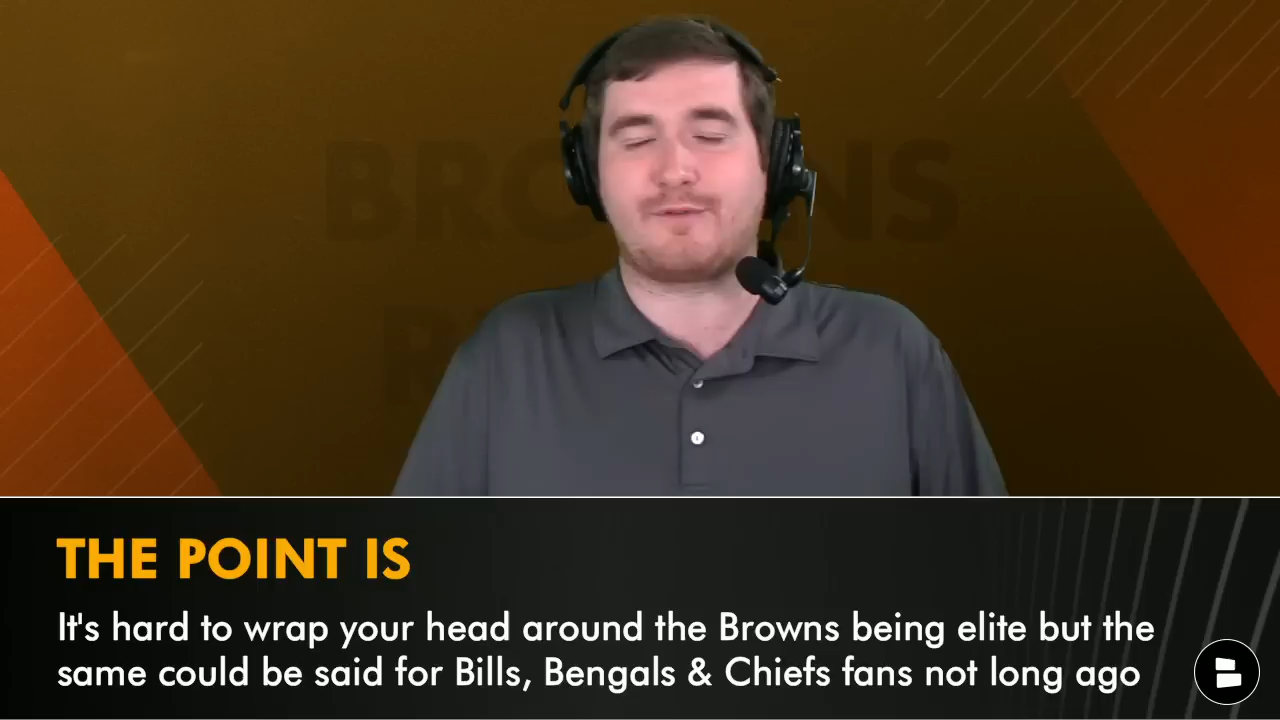 BROWNS
THE POINT IS
It's hard to wrap your head around the Browns being elite but the
same could be said for Bills, Bengals & Chiefs fans not long ago